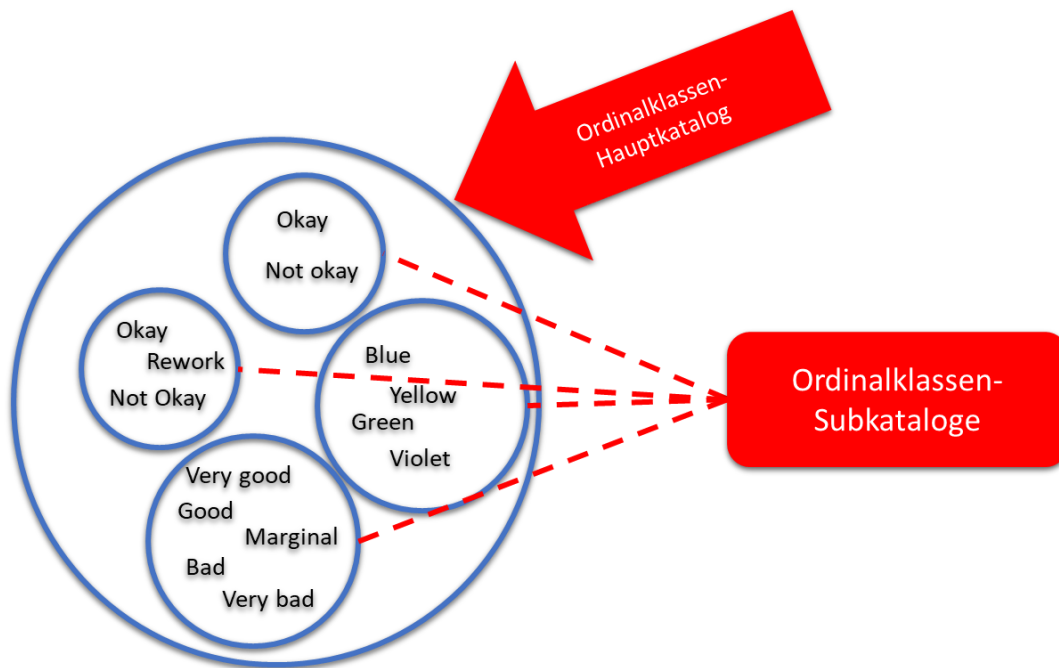 Ordinalklassen-
Hauptkatalog
Okay
Not okay
Okay
Rework
Not Okay
Blue
Yellow
Green
Violet
Very good
Good
Marginal
Bad
Very bad
Ordinalklassen-
Subkataloge